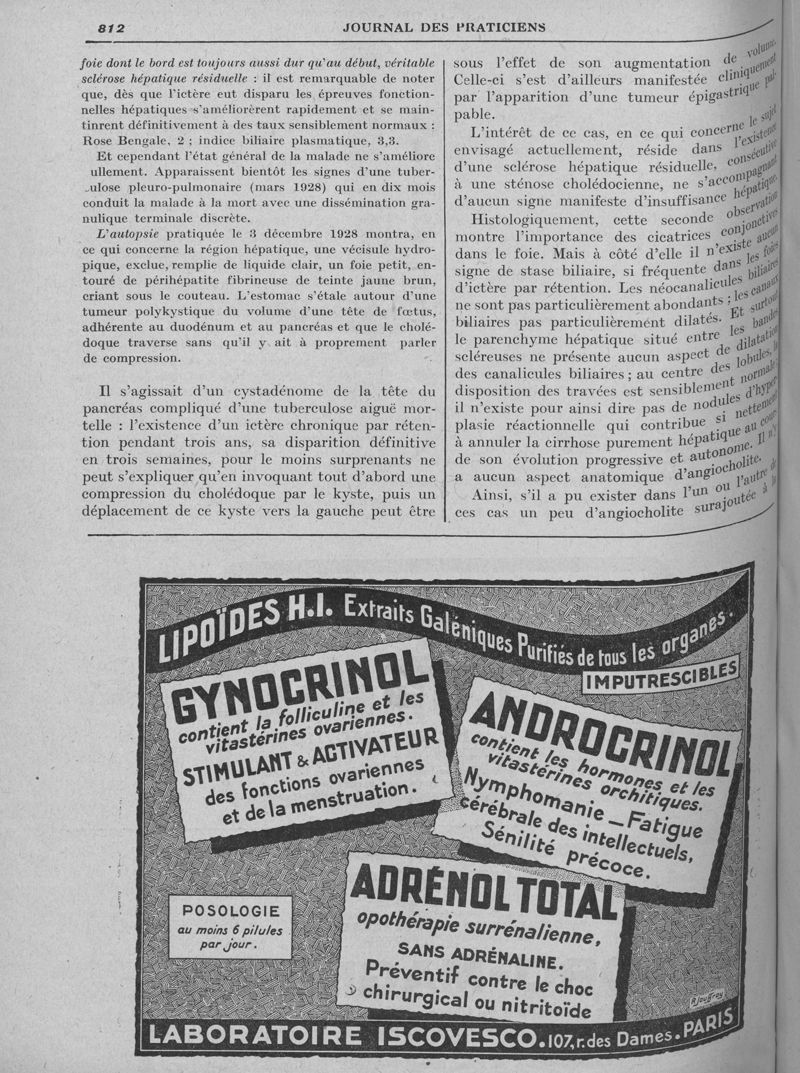 812
JOURNAL DES PRATICIENS
foie dont le bord est toujours aussi dur qu'au début, véritable
sclérose hépatique résiduelle : il est remarquable de noter
que, dès que l'ictère eut disparu les épreuves fonction-
nelles hépatiques s'améliorèrent rapidement et se main-
tinrent définitivement à des taux sensiblement normaux :
Rose Bengale, 2 ; indice biliaire plasmatique, 3,3.
Et cependant l'état général de la malade ne s'améliore
ullement. Apparaissent bientôt les signes d'une tuber-
ulose pleuro-pulmonaire (mars 1928) qui en dix mois
conduit la malade à la mort avec une dissémination gra-
nulique terminale discrète.
L'autopsie pratiquée le 3 décembre 1928 montra, en
ce qui concerne la région hépatique, une vécisule hydro-
pique, exclue, remplie de liquide clair, un foie petit, en-
touré de périhépatite fibrineuse de teinte jaune brun,
criant sous le couteau. L'estomac s'étale autour d'une
tumeur polykystique du volume d'une tête de fœtus,
adhérente au duodénum et au pancréas et que le cholé-
doque traverse sans qu'il y ait à proprement parler
de compression.
Il s'agissait d'un cystadénome de la tête du
pancréas compliqué d'une tuberculose aiguë mor-
telle : l'existence d'un ictère chronique par réten-
tion pendant trois ans, sa disparition définitive
en trois semaines, pour le moins surprenants ne
peut s'expliquer qu'en invoquant tout d'abord une
compression du cholédoque par le kyste, puis un
déplacement de ce kyste vers la gauche peut être
sous l'effet de son augmentation de volume.
Celle-ci s'est d'ailleurs manifestée cliniquement
par l'apparition d'une tumeur épigastrique pal-
pable.
L'intérêt de ce cas, en ce qui concerne le sujet
envisagé actuellement, réside dans l'existence
d'une sclérose hépatique résiduelle, consécutive
à une sténose cholédocienne, ne s'accompagnant
d'aucun signe manifeste d'insuffisance hépatique.
Histologiquement, cette seconde observation
montre l'importance des cicatrices conjonctives
dans le foie. Mais à côté d'elle il n'existe aucun
signe de stase biliaire, si fréquente dans les foies
d'ictère par rétention. Les néocanalicules biliaires
ne sont pas particulièrement abondants ; les canaux
biliaires pas particulièrement dilatés. Et surtout
le parenchyme hépatique situé entre les bandes
scléreuses ne présente aucun aspect de dilatation
des canalicules biliaires ; au centre des lobules, la
disposition des travées est sensiblement normale ;
il n'existe pour ainsi dire pas de nodules d'hyper-
plasie réactionnelle qui contribue si nettement
à annuler la cirrhose purement hépatique au cours
de son évolution progressive et autonome. Il n'y
a aucun aspect anatomique d'angiocholite.
Ainsi, s'il a pu exister dans l'un ou l'autre de
ces cas un peu d'angiocholite surajoutée à la
LIPOÏDES H.I. Extraits Galéniques Purifiés de tous les organes.
IMPUTRESCIBLES
GYNOCRINOL
contient la folliculine et les
vitastérines ovariennes.
STIMULANT & ACTIVATEUR
des fonctions ovariennes
et de la menstruation.
ANDROCRINOL
contient les hormones et les
vitastérines orchitiques.
Nymphomanie _ Fatigue
cérébrale des intellectuels,
Sénilité précoce.
ADRÉNOL TOTAL
opothérapie surrénalienne,
SANS ADRÉNALINE.
Préventif contre le choc
chirurgical ou nitritoïde
POSOLOGIE
au moins 6 pilules
par jour.
LABORATOIRE ISCOVESCO. 107, r. des Dames. PARIS